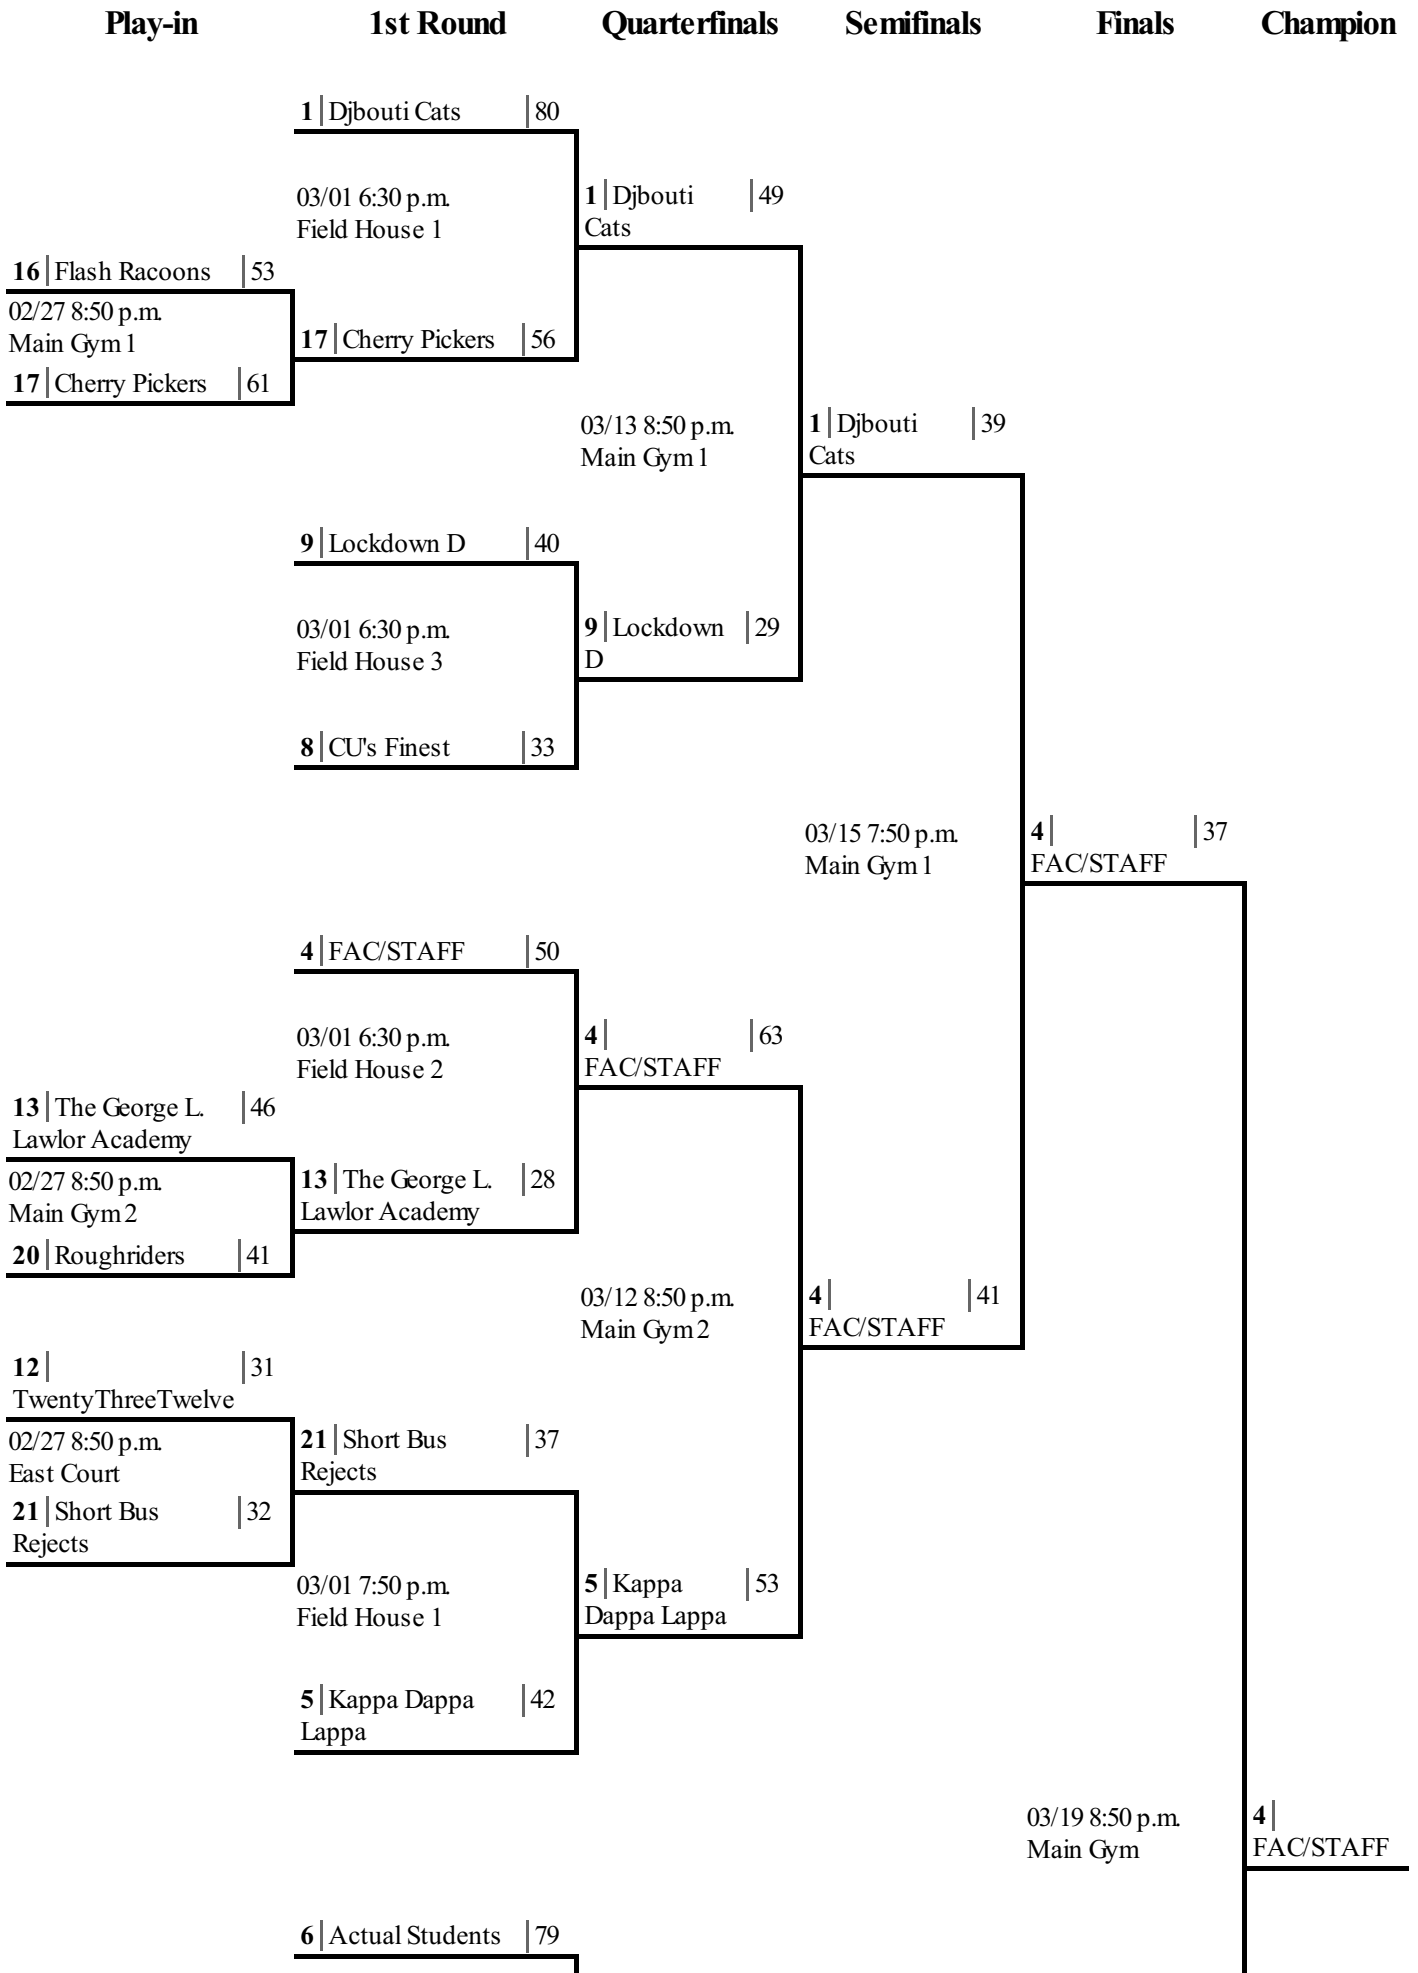 Play-in 1st Round Quarterfinals Semifinals Finals Champion
1 Djbouti Cats 80
03/01 6:30 p.m.
Field House 1
1 Djbouti 49
Cats
16 Flash Racoons 53
02/27 8:50 p.m.
Main Gym 1
17 Cherry Pickers 56
17 Cherry Pickers 61
03/13 8:50 p.m.
Main Gym 1
1 Djbouti 39
Cats
9 Lockdown D 40
03/01 6:30 p.m.
Field House 3
9 Lockdown 29
D
8 CU's Finest 33
03/15 7:50 p.m.
Main Gym 1
4 37
FAC/STAFF
4 FAC/STAFF 50
03/01 6:30 p.m.
Field House 2
4 63
FAC/STAFF
13 The George L. 46
Lawlor Academy
02/27 8:50 p.m.
Main Gym 2
13 The George L. 28
Lawlor Academy
20 Roughriders 41
03/12 8:50 p.m.
Main Gym 2
4 41
FAC/STAFF
12 31
TwentyThreeTwelve
02/27 8:50 p.m.
East Court
21 Short Bus 37
Rejects
21 Short Bus 32
Rejects
03/01 7:50 p.m.
Field House 1
5 Kappa 53
Dappa Lappa
5 Kappa Dappa 42
Lappa
03/19 8:50 p.m.
Main Gym
4
FAC/STAFF
6 Actual Students 79